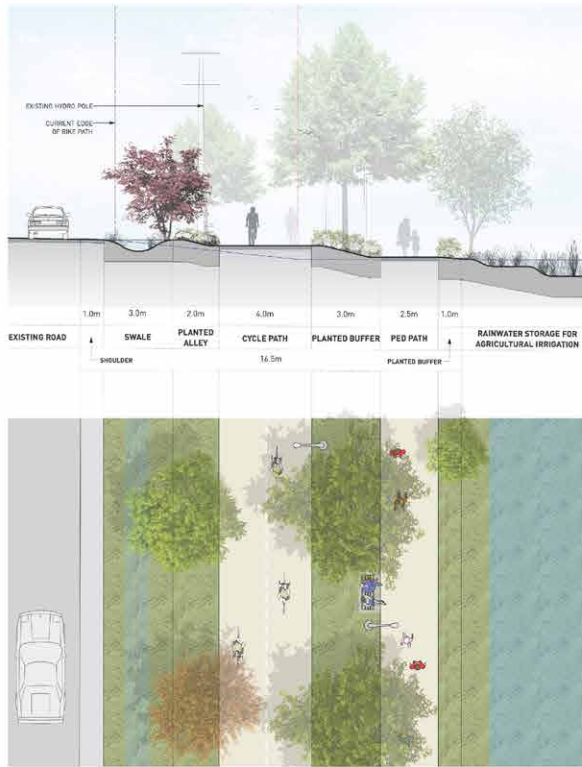 EXISTING HYDRO POLE
CURRENT EDGE
OF BIKE PATH
1.0m
3.0m
2.0m
4.0m
3.0m
2.5m
1.0m
EXISTING ROAD
SWALE
PLANTED
ALLEY
CYCLE PATH
PLANTED BUFFER
PED PATH
RAINWATER STORAGE FOR
AGRICULTURAL IRRIGATION
SHOULDER
16.5m
PLANTED BUFFER